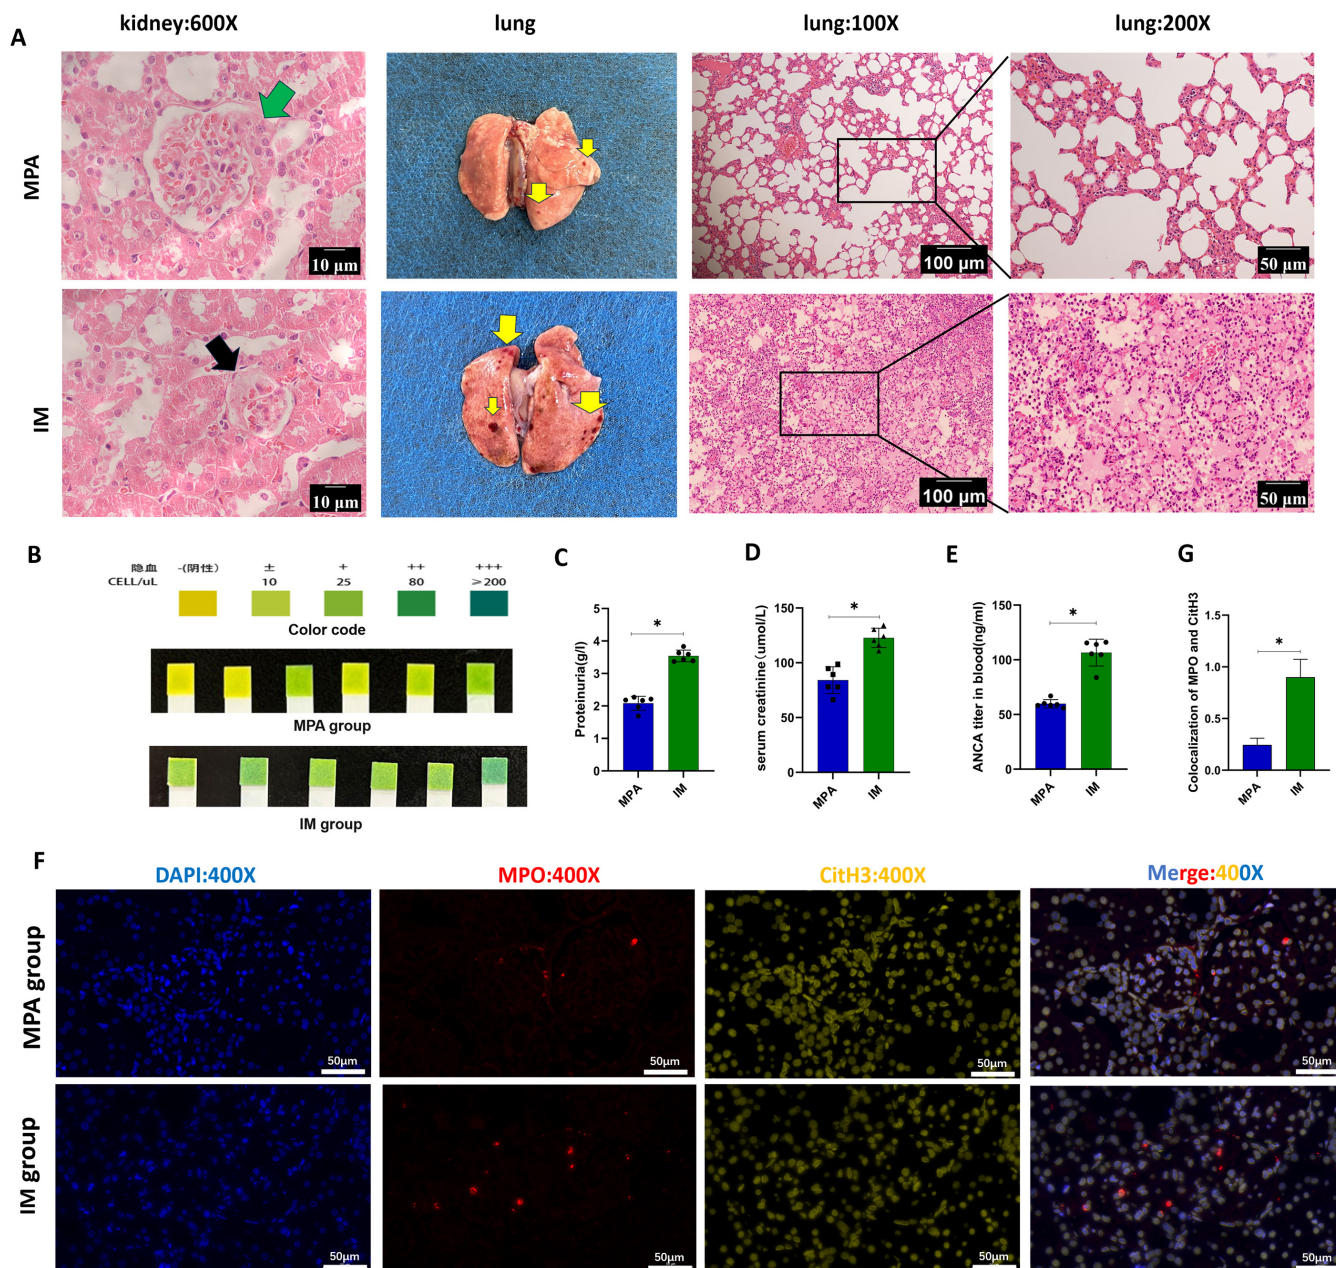 kidney:600X lung lung:100X lung:200X
A
MPA
10 μm 100 μm 50 μm
IM
10 μm 100 μm 50 μm
B
隐血 -(阴性) ± + ++ +++
CELL/uL 10 25 80 ≥200
Color code
MPA group
IM group
C
Proteinuria(g/l)
5
4
3
2
1
0
*
MPA IM
D
serum creatinine (umol/L)
150
100
50
0
*
MPA IM
E
ANCA titer in blood(ng/ml)
150
100
50
0
*
MPA IM
G
Colocalization of MPO and CitH3
1.5
1.0
0.5
0.0
*
MPA IM
F
DAPI:400X MPO:400X CitH3:400X Merge:400X
MPA group
50μm 50μm 50μm 50μm
IM group
50μm 50μm 50μm 50μm